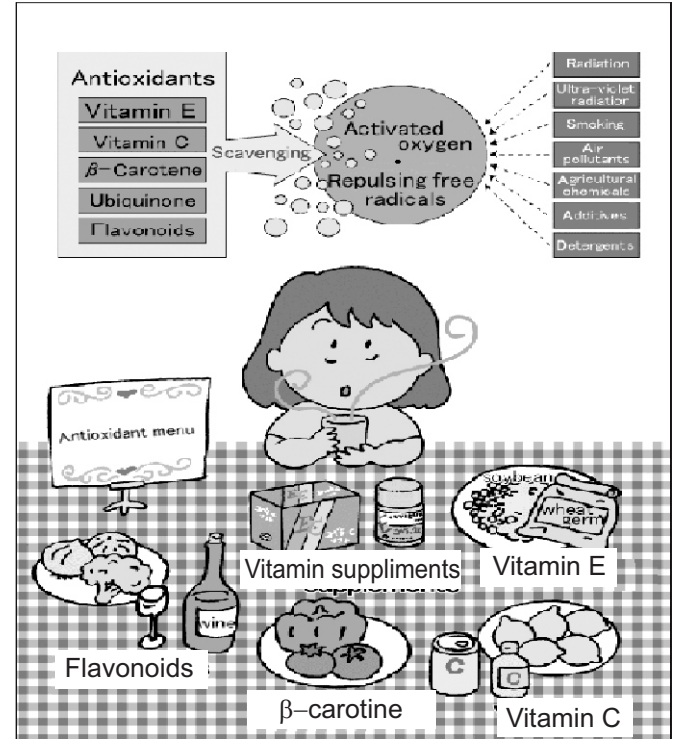 Antioxidants
Vitamin E
Vitamin C
β-Carotene
Ubiquinone
Flavonoids
Scavenging
Activated
oxygen
Repulsing free
radicals
Radiation
Ultra-violet
radiation
Smoking
Air
pollutants
Agricultural
chemicals
Additives
Detergents
Antioxidant menu
soybean
wheat
germ
Vitamin suppliments
supplements
Vitamin E
wine
Flavonoids
β–carotine
C
C
Vitamin C